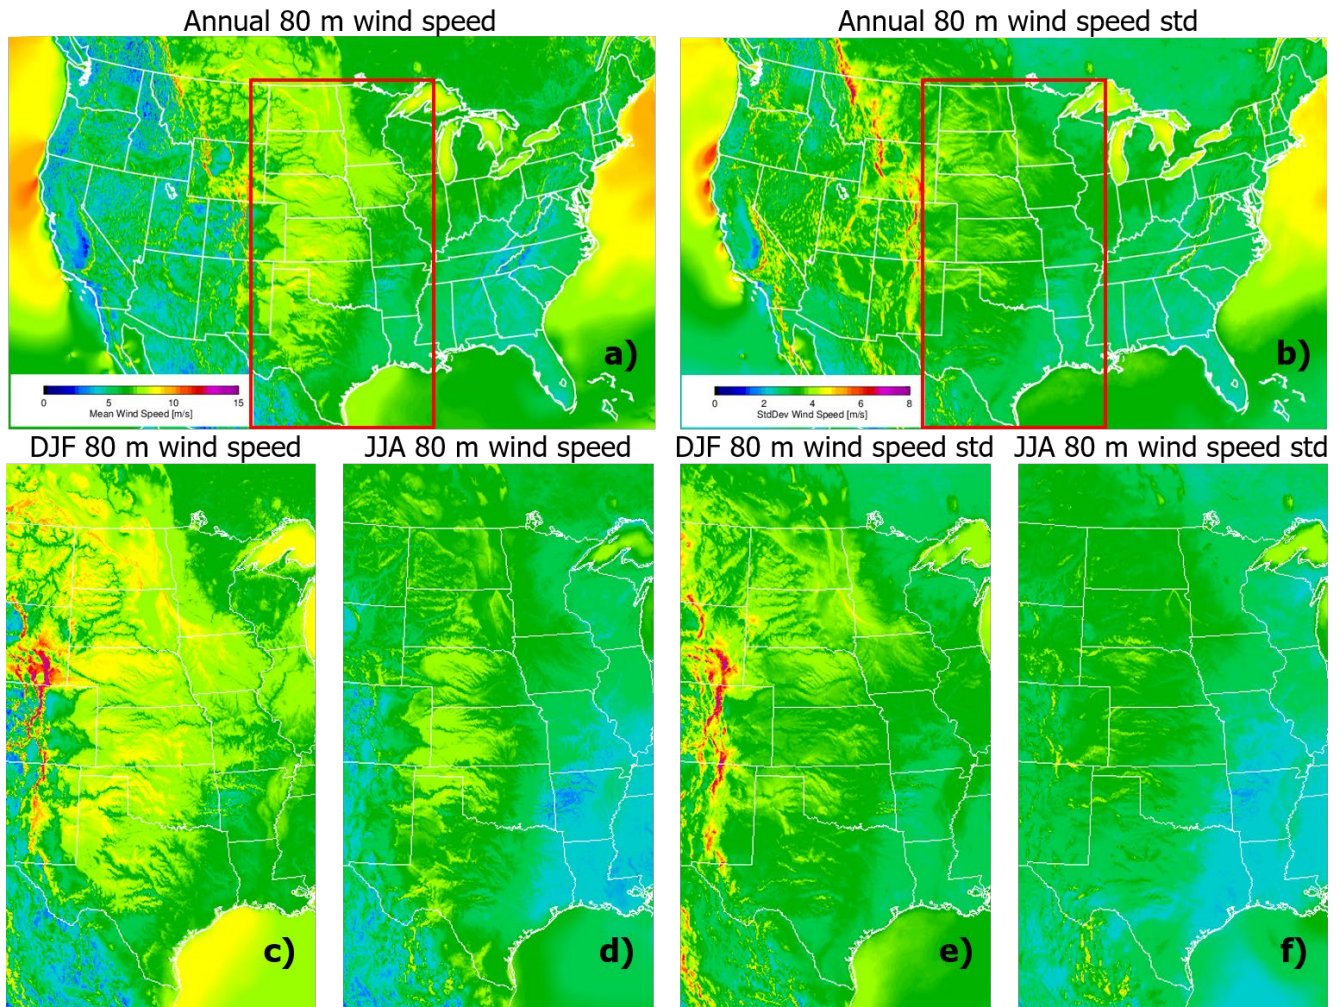 Annual 80 m wind speed
Annual 80 m wind speed std
a)
b)
0 5 10 15
Mean Wind Speed [m/s]
0 2 4 6 8
StdDev Wind Speed [m/s]
DJF 80 m wind speed
JJA 80 m wind speed
DJF 80 m wind speed std
JJA 80 m wind speed std
c)
d)
e)
f)